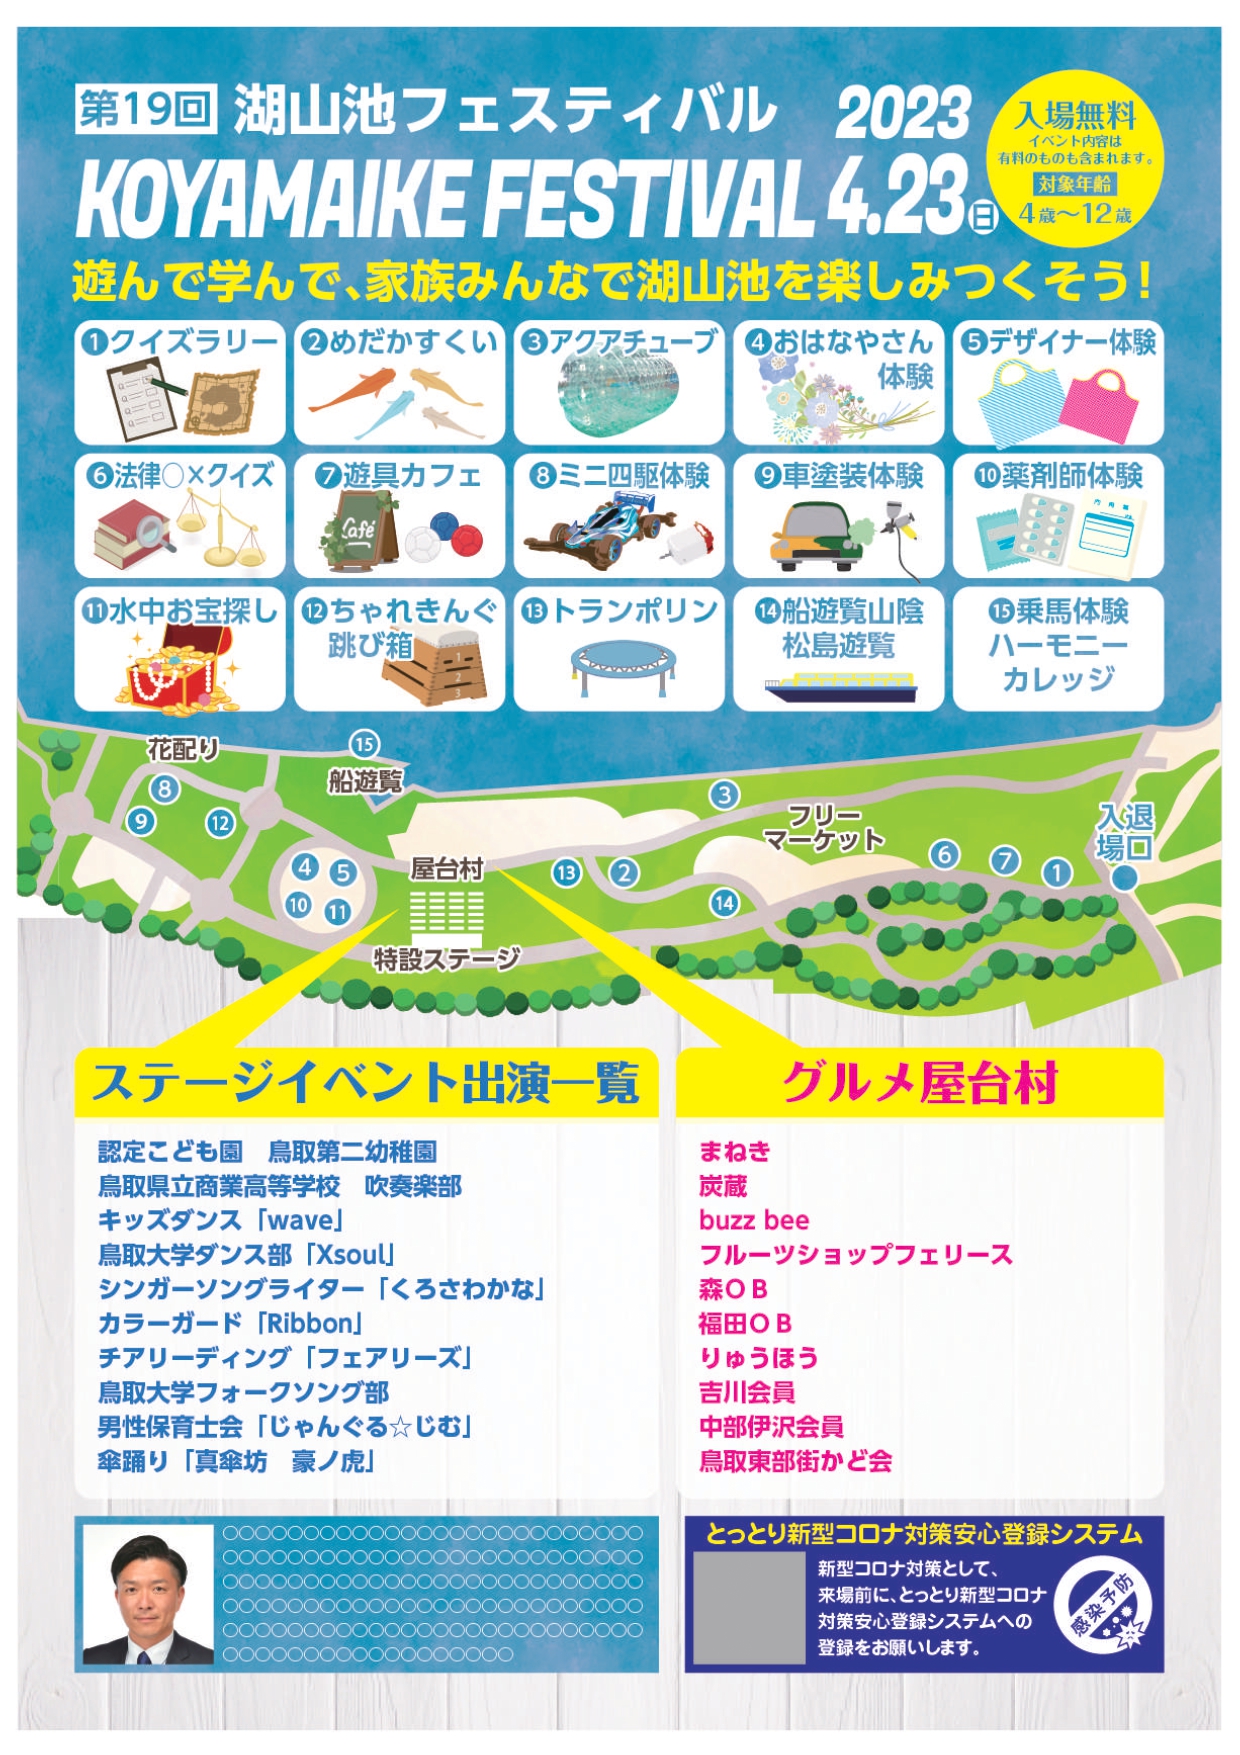 第19回 湖山池フェスティバル 2023
KOYAMAIKE FESTIVAL 4.23日
入場無料
イベント内容は
有料のものも含まれます。
対象年齢
4歳〜12歳
遊んで学んで、家族みんなで湖山池を楽しみつくそう!
❶クイズラリー
❷めだかすくい
❸アクアチューブ
❹おはなやさん
体験
❺デザイナー体験
❻法律○×クイズ
❼遊具カフェ
Café
❽ミニ四駆体験
❾車塗装体験
❿薬剤師体験
内用薬
⓫水中お宝探し
⓬ちゃれきんぐ
跳び箱
1
2
3
⓭トランポリン
⓮船遊覧山陰
松島遊覧
⓯乗馬体験
ハーモニー
カレッジ
花配り
⑮
船遊覧
⑧
⑨
⑫
③
フリー
マーケット
入退
場口
④
⑤
⑩
⑪
屋台村
⑬
②
⑭
⑥
⑦
①
特設ステージ
ステージイベント出演一覧
認定こども園 鳥取第二幼稚園
鳥取県立商業高等学校 吹奏楽部
キッズダンス「wave」
鳥取大学ダンス部「Xsoul」
シンガーソングライター「くろさわかな」
カラーガード「Ribbon」
チアリーディング「フェアリーズ」
鳥取大学フォークソング部
男性保育士会「じゃんぐる☆じむ」
傘踊り「真傘坊 豪ノ虎」
グルメ屋台村
まねき
炭蔵
buzz bee
フルーツショップフェリース
森OB
福田OB
りゅうほう
吉川会員
中部伊沢会員
鳥取東部街かど会
○○○○○○○○○○○○○○○○○○○○○○○○○○
○○○○○○○○○○○○○○○○○○○○○○○○○○
○○○○○○○○○○○○○○○○○○○○○○○○○○
○○○○○○○○○○○○○○○○○○○○○○○○○○
○○○○○○○○○○○○○○○○○○○○○○○○○○
○○○○○○○○○○○○○○○○○○
とっとり新型コロナ対策安心登録システム
新型コロナ対策として、
来場前に、とっとり新型コロナ
対策安心登録システムへの
登録をお願いします。
感染予防